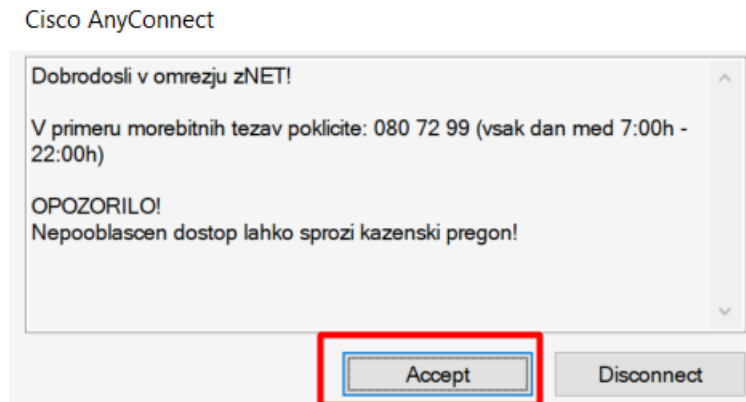 Cisco AnyConnect
Dobrodosli v omrezju zNET!
V primeru morebitnih tezav poklicite: 080 72 99 (vsak dan med 7:00h -
22:00h)
OPOZORILO!
Nepooblascen dostop lahko sprozi kazenski pregon!
Accept
Disconnect